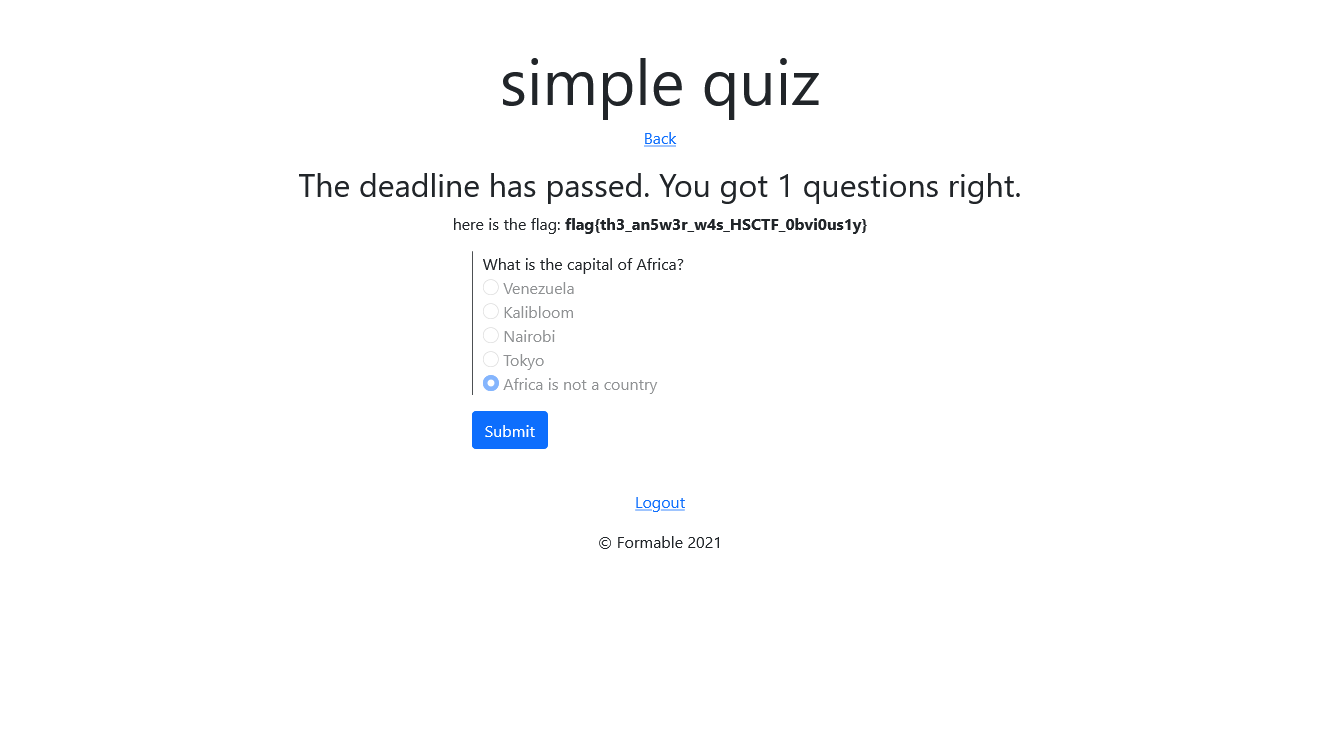 simple quiz
Back
The deadline has passed. You got 1 questions right.
here is the flag: flag{th3_an5w3r_w4s_HSCTF_0bvi0us1y}
What is the capital of Africa?
Venezuela
Kalibloom
Nairobi
Tokyo
Africa is not a country
Submit
Logout
© Formable 2021